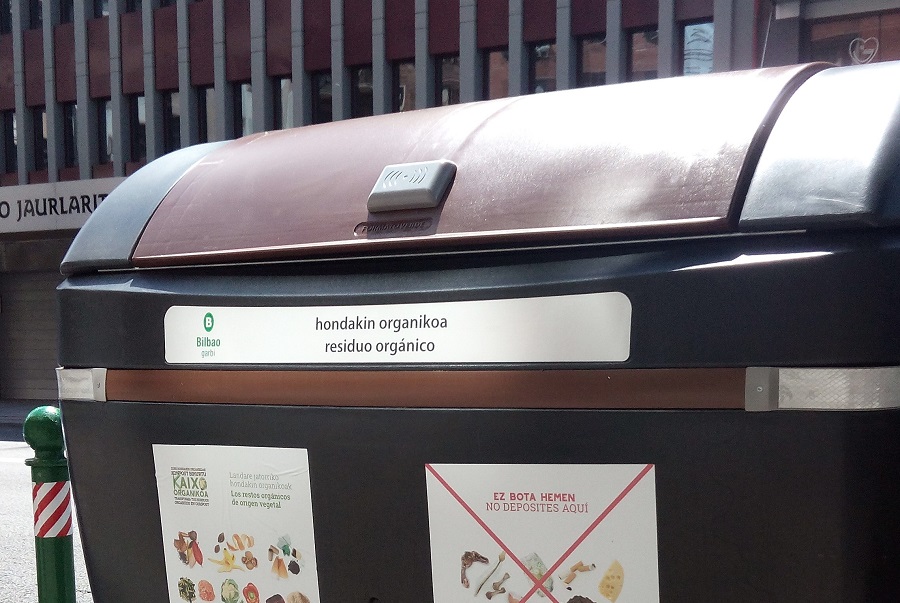 O JAURLARIT
Bilbao
garbi
hondakin organikoa
residuo orgánico
KAIXO
ORGANIKOA
Landare jatorriko
hondakin organikoak
Los restos orgánicos
de origen vegetal
EZ BOTA HEMEN
NO DEPOSITES AQUÍ